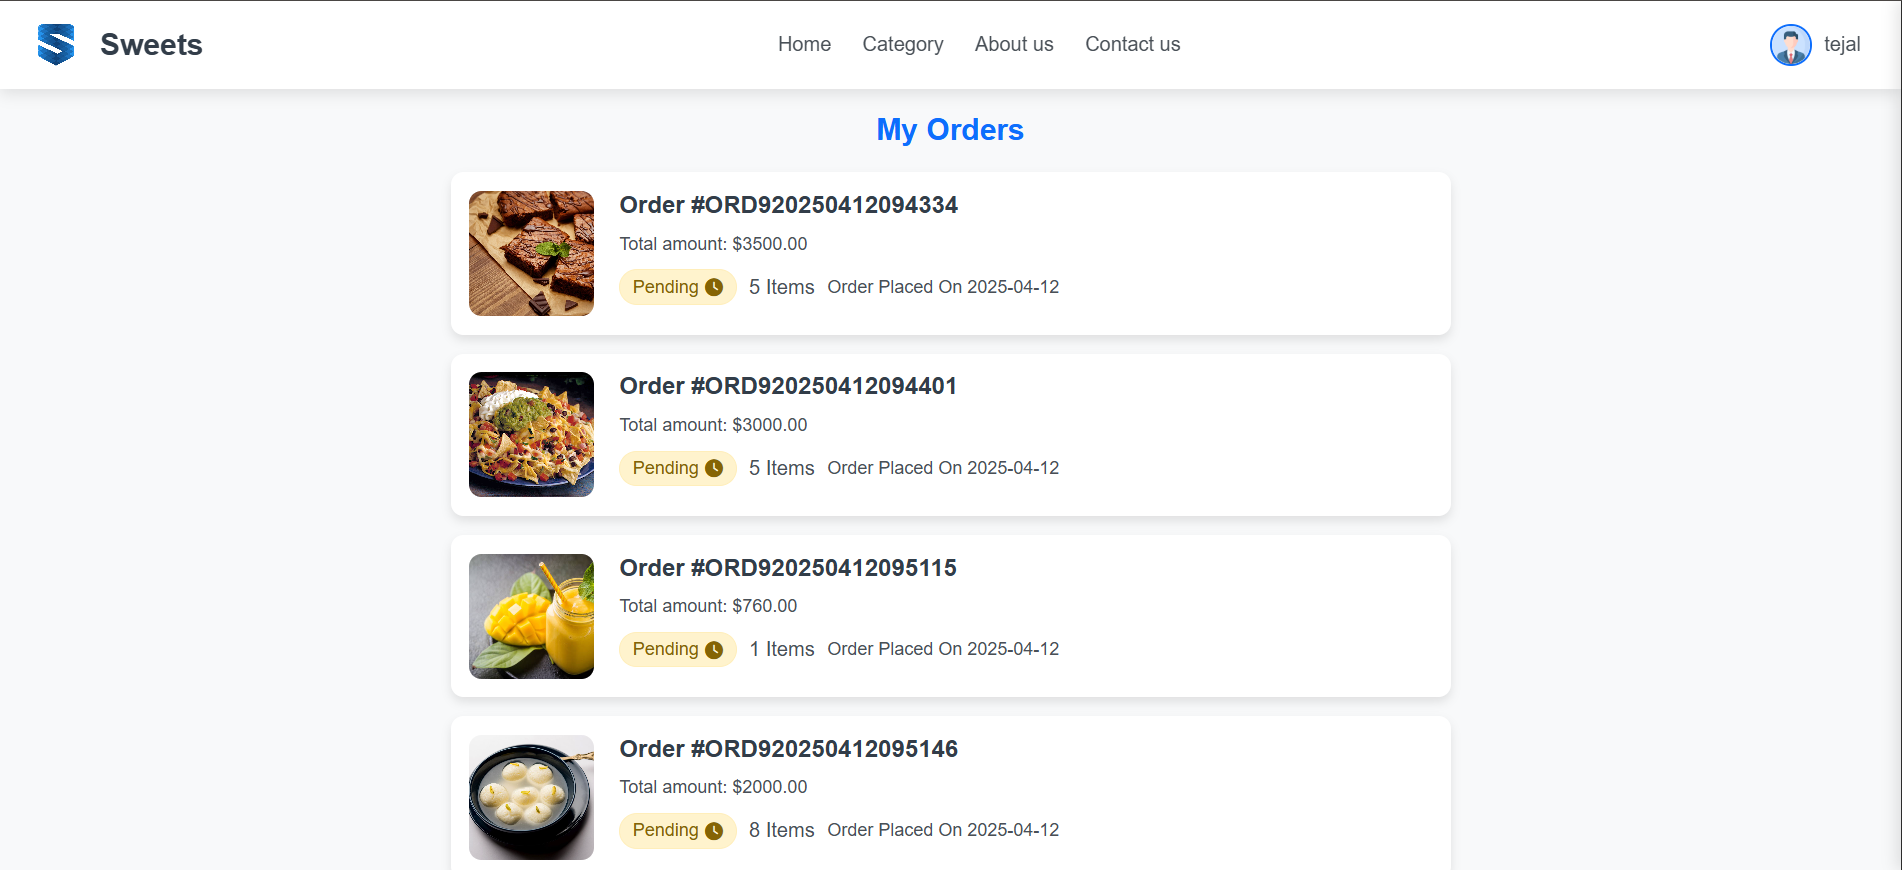 Sweets
Home Category About us Contact us
tejal
My Orders
Order #ORD920250412094334
Total amount: $3500.00
Pending 5 Items Order Placed On 2025-04-12
Order #ORD920250412094401
Total amount: $3000.00
Pending 5 Items Order Placed On 2025-04-12
Order #ORD920250412095115
Total amount: $760.00
Pending 1 Items Order Placed On 2025-04-12
Order #ORD920250412095146
Total amount: $2000.00
Pending 8 Items Order Placed On 2025-04-12